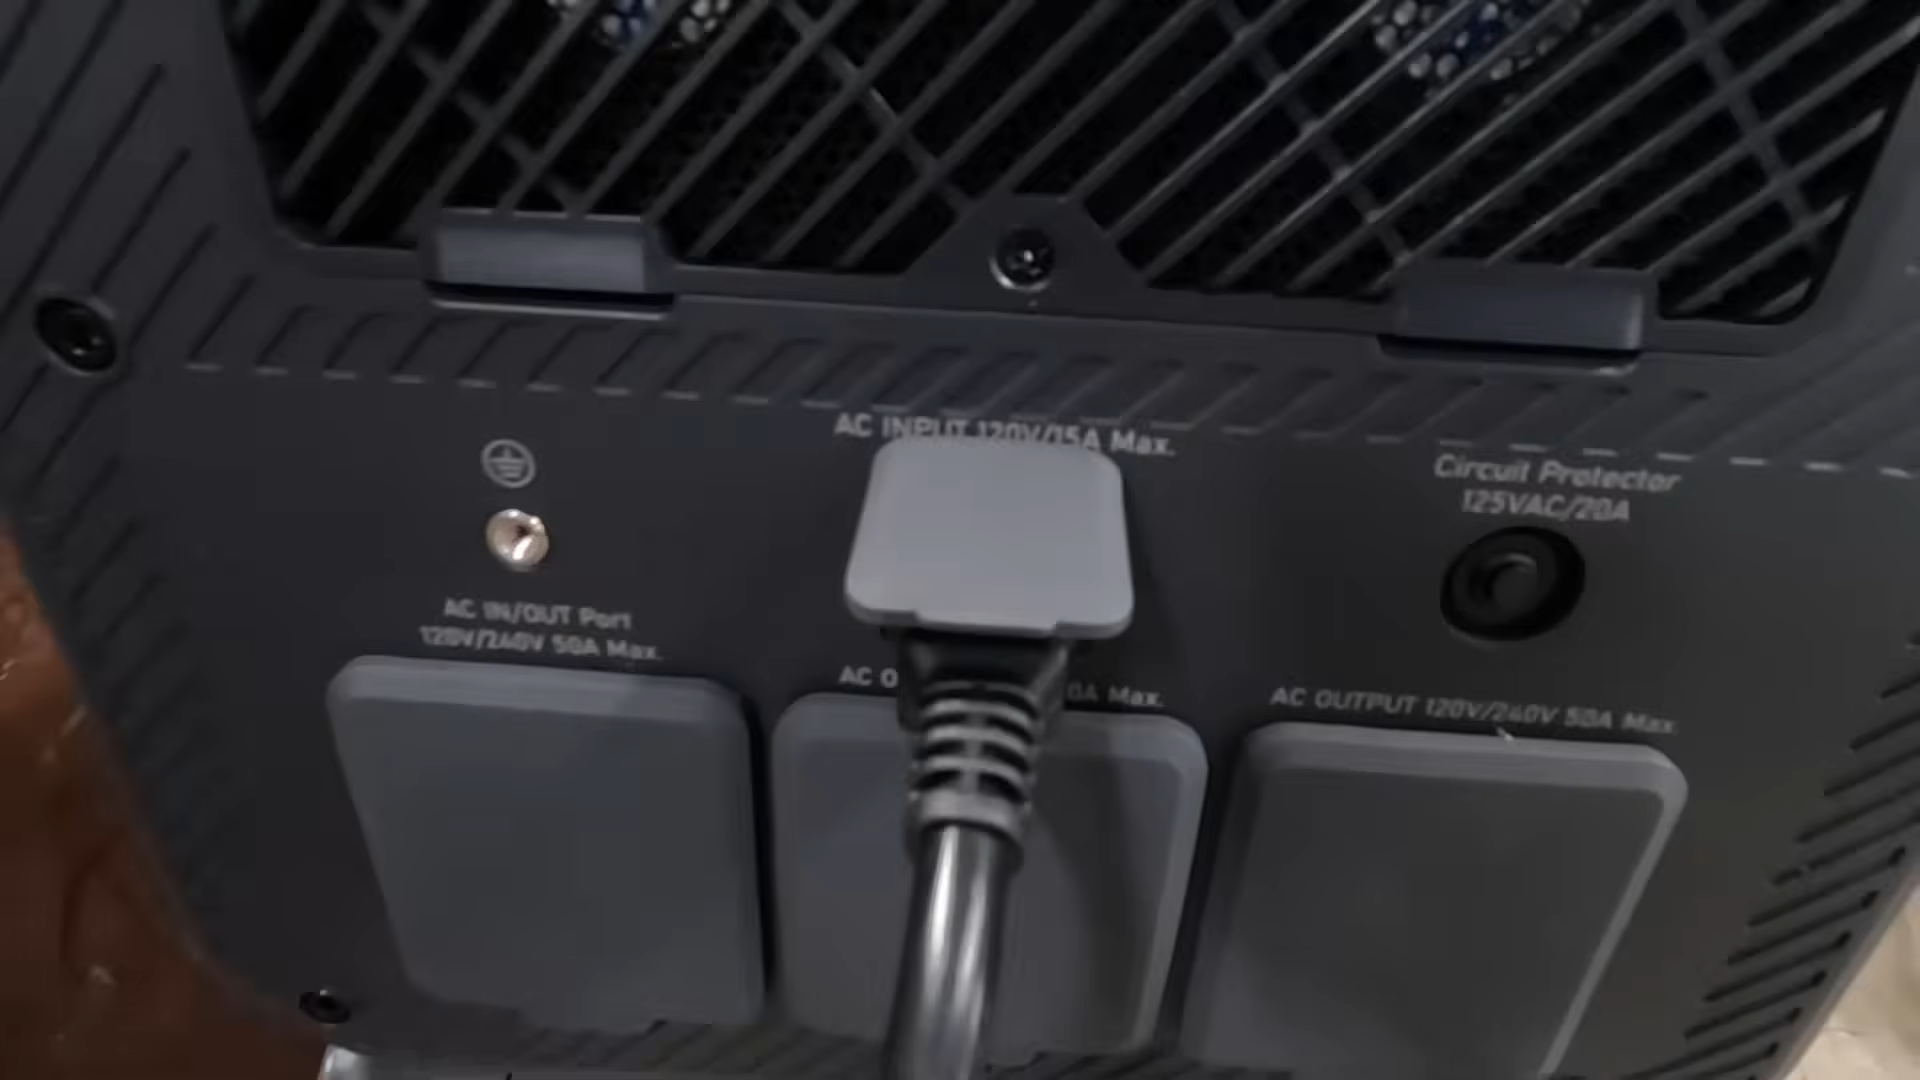 AC INPUT 120V/15A Max.
Circuit Protector
125VAC/20A
AC IN/OUT Port
120V/240V 50A Max.
AC O
0A Max.
AC OUTPUT 120V/240V 50A Max.